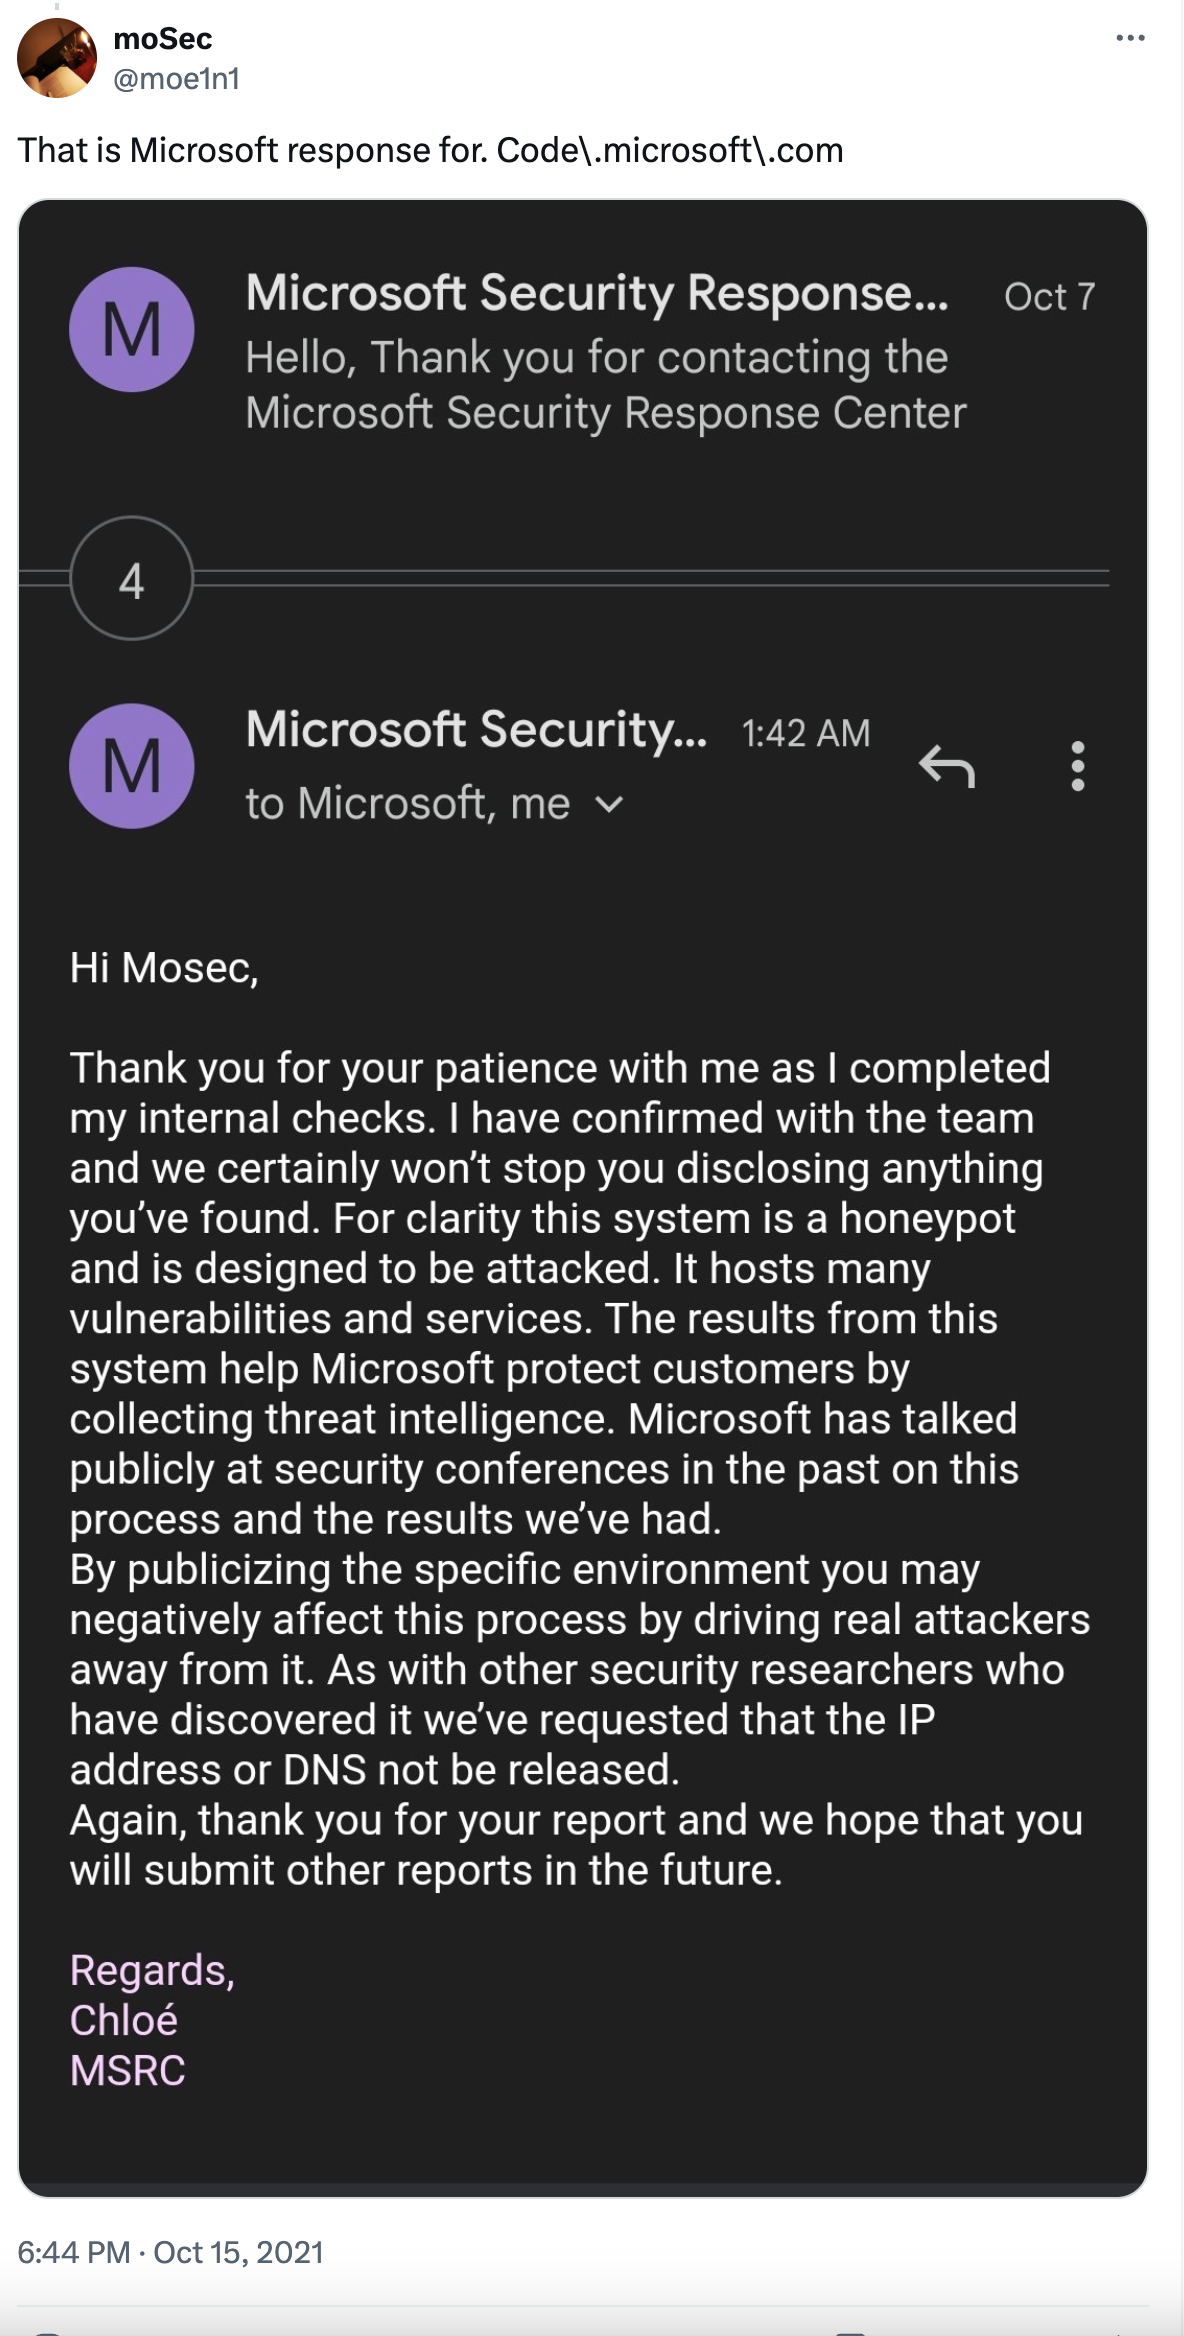 moSec
@moe1n1
That is Microsoft response for. Code\.microsoft\.com
M
Microsoft Security Response... Oct 7
Hello, Thank you for contacting the
Microsoft Security Response Center
4
M
Microsoft Security... 1:42 AM
to Microsoft, me
Hi Mosec,
Thank you for your patience with me as I completed
my internal checks. I have confirmed with the team
and we certainly won’t stop you disclosing anything
you’ve found. For clarity this system is a honeypot
and is designed to be attacked. It hosts many
vulnerabilities and services. The results from this
system help Microsoft protect customers by
collecting threat intelligence. Microsoft has talked
publicly at security conferences in the past on this
process and the results we’ve had.
By publicizing the specific environment you may
negatively affect this process by driving real attackers
away from it. As with other security researchers who
have discovered it we’ve requested that the IP
address or DNS not be released.
Again, thank you for your report and we hope that you
will submit other reports in the future.
Regards,
Chloé
MSRC
6:44 PM · Oct 15, 2021